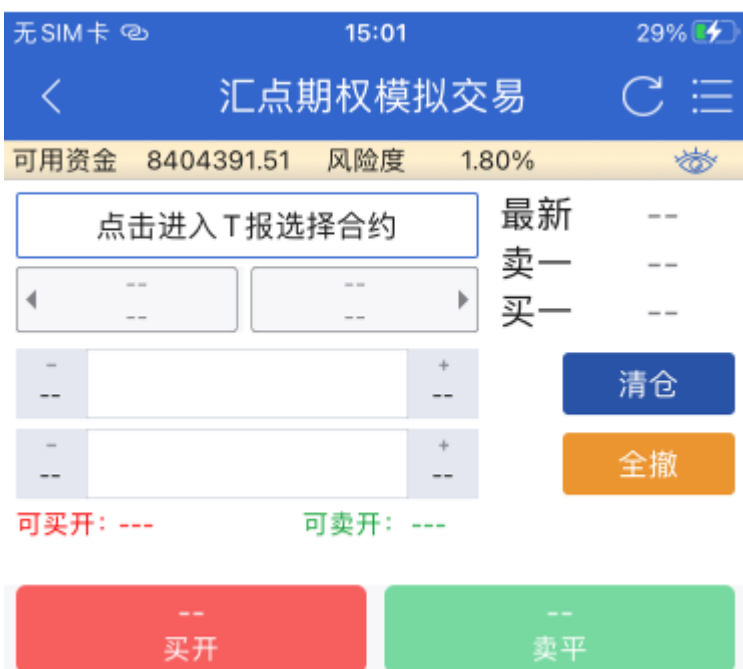 无SIM卡 15:01 29%
汇点期权模拟交易
可用资金 8404391.51 风险度 1.80%
点击进入T报选择合约 最新 --
卖一 --
-- --
-- --
买一 --
- +
-- -- 清仓
- +
-- -- 全撤
可买开: --- 可卖开: ---
-- --
买开 卖平